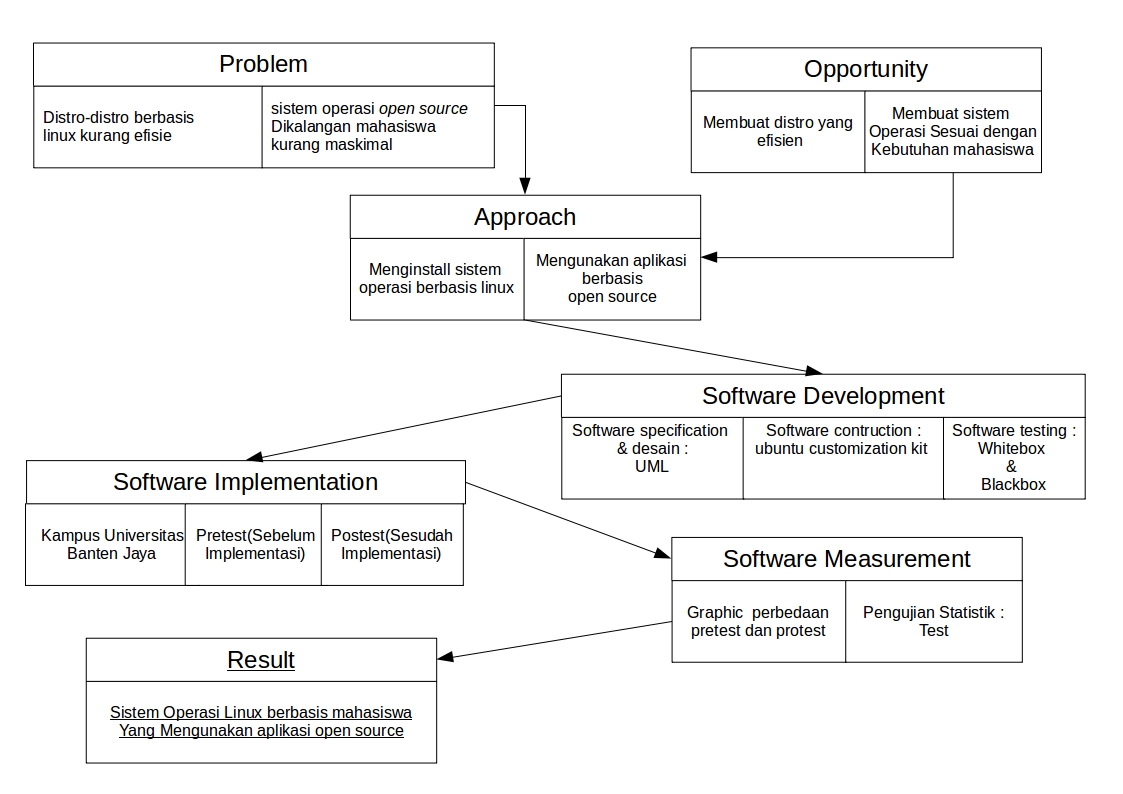 Problem
Distro-distro berbasis
linux kurang efisie
sistem operasi open source
Dikalangan mahasiswa
kurang maskimal
Opportunity
Membuat distro yang
efisien
Membuat sistem
Operasi Sesuai dengan
Kebutuhan mahasiswa
Approach
Menginstall sistem
operasi berbasis linux
Mengunakan aplikasi
berbasis
open source
Software Development
Software specification
& desain :
UML
Software contruction :
ubuntu customization kit
Software testing :
Whitebox
&
Blackbox
Software Implementation
Kampus Universitas
Banten Jaya
Pretest(Sebelum
Implementasi)
Postest(Sesudah
Implementasi)
Software Measurement
Graphic perbedaan
pretest dan protest
Pengujian Statistik :
Test
Result
Sistem Operasi Linux berbasis mahasiswa
Yang Mengunakan aplikasi open source